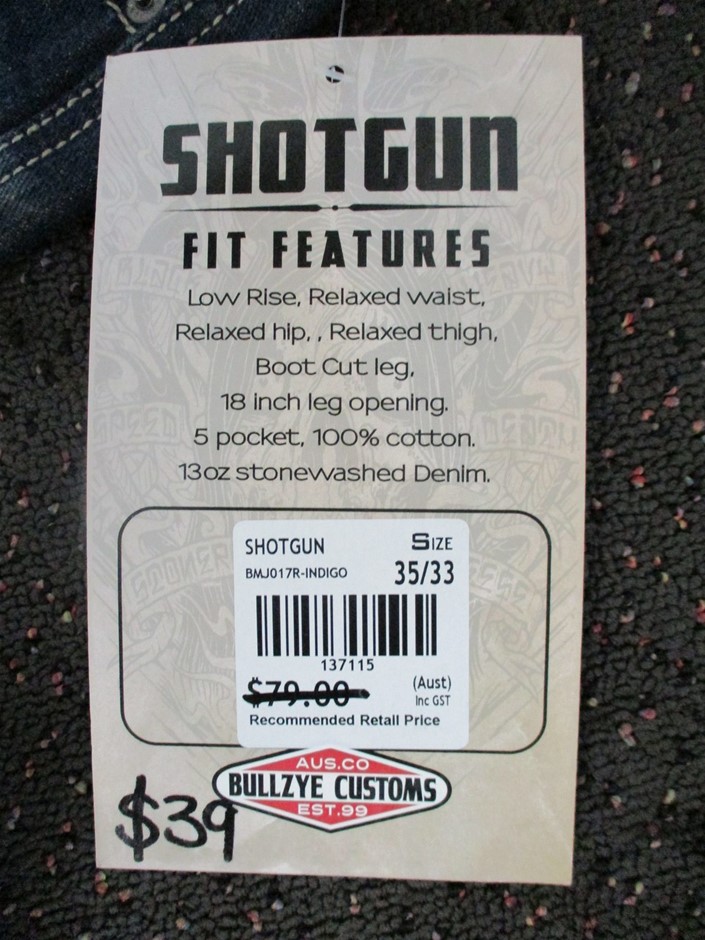 SHOTGUN
FIT FEATURES
Low Rise, Relaxed waist,
Relaxed hip, , Relaxed thigh,
Boot Cut leg,
18 inch leg opening.
5 pocket, 100% cotton.
13oz stonewashed Denim.
SHOTGUN SIZE
BMJ017R-INDIGO 35/33
137115
$79.00 (Aust)
Inc GST
Recommended Retail Price
AUS.CO
BULLZYE CUSTOMS
EST.99
$39